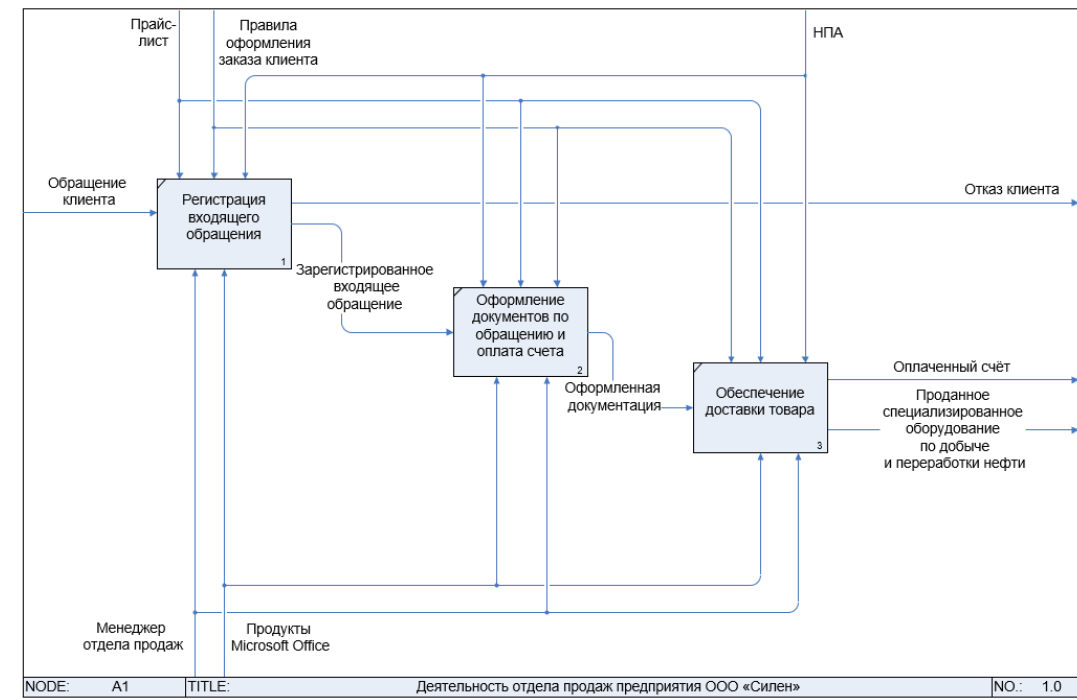 Прайс-
лист
Правила
оформления
заказа клиента
НПА
Обращение
клиента
Регистрация
входящего
обращения
1
Отказ клиента
Зарегистрированное
входящее
обращение
Оформление
документов по
обращению и
оплата счета
2
Оформленная
документация
Обеспечение
доставки товара
3
Оплаченный счёт
Проданное
специализированное
оборудование
по добыче
и переработки нефти
Менеджер
отдела продаж
Продукты
Microsoft Office
NODE: A1 TITLE: Деятельность отдела продаж предприятия ООО «Силен» NO.: 1.0